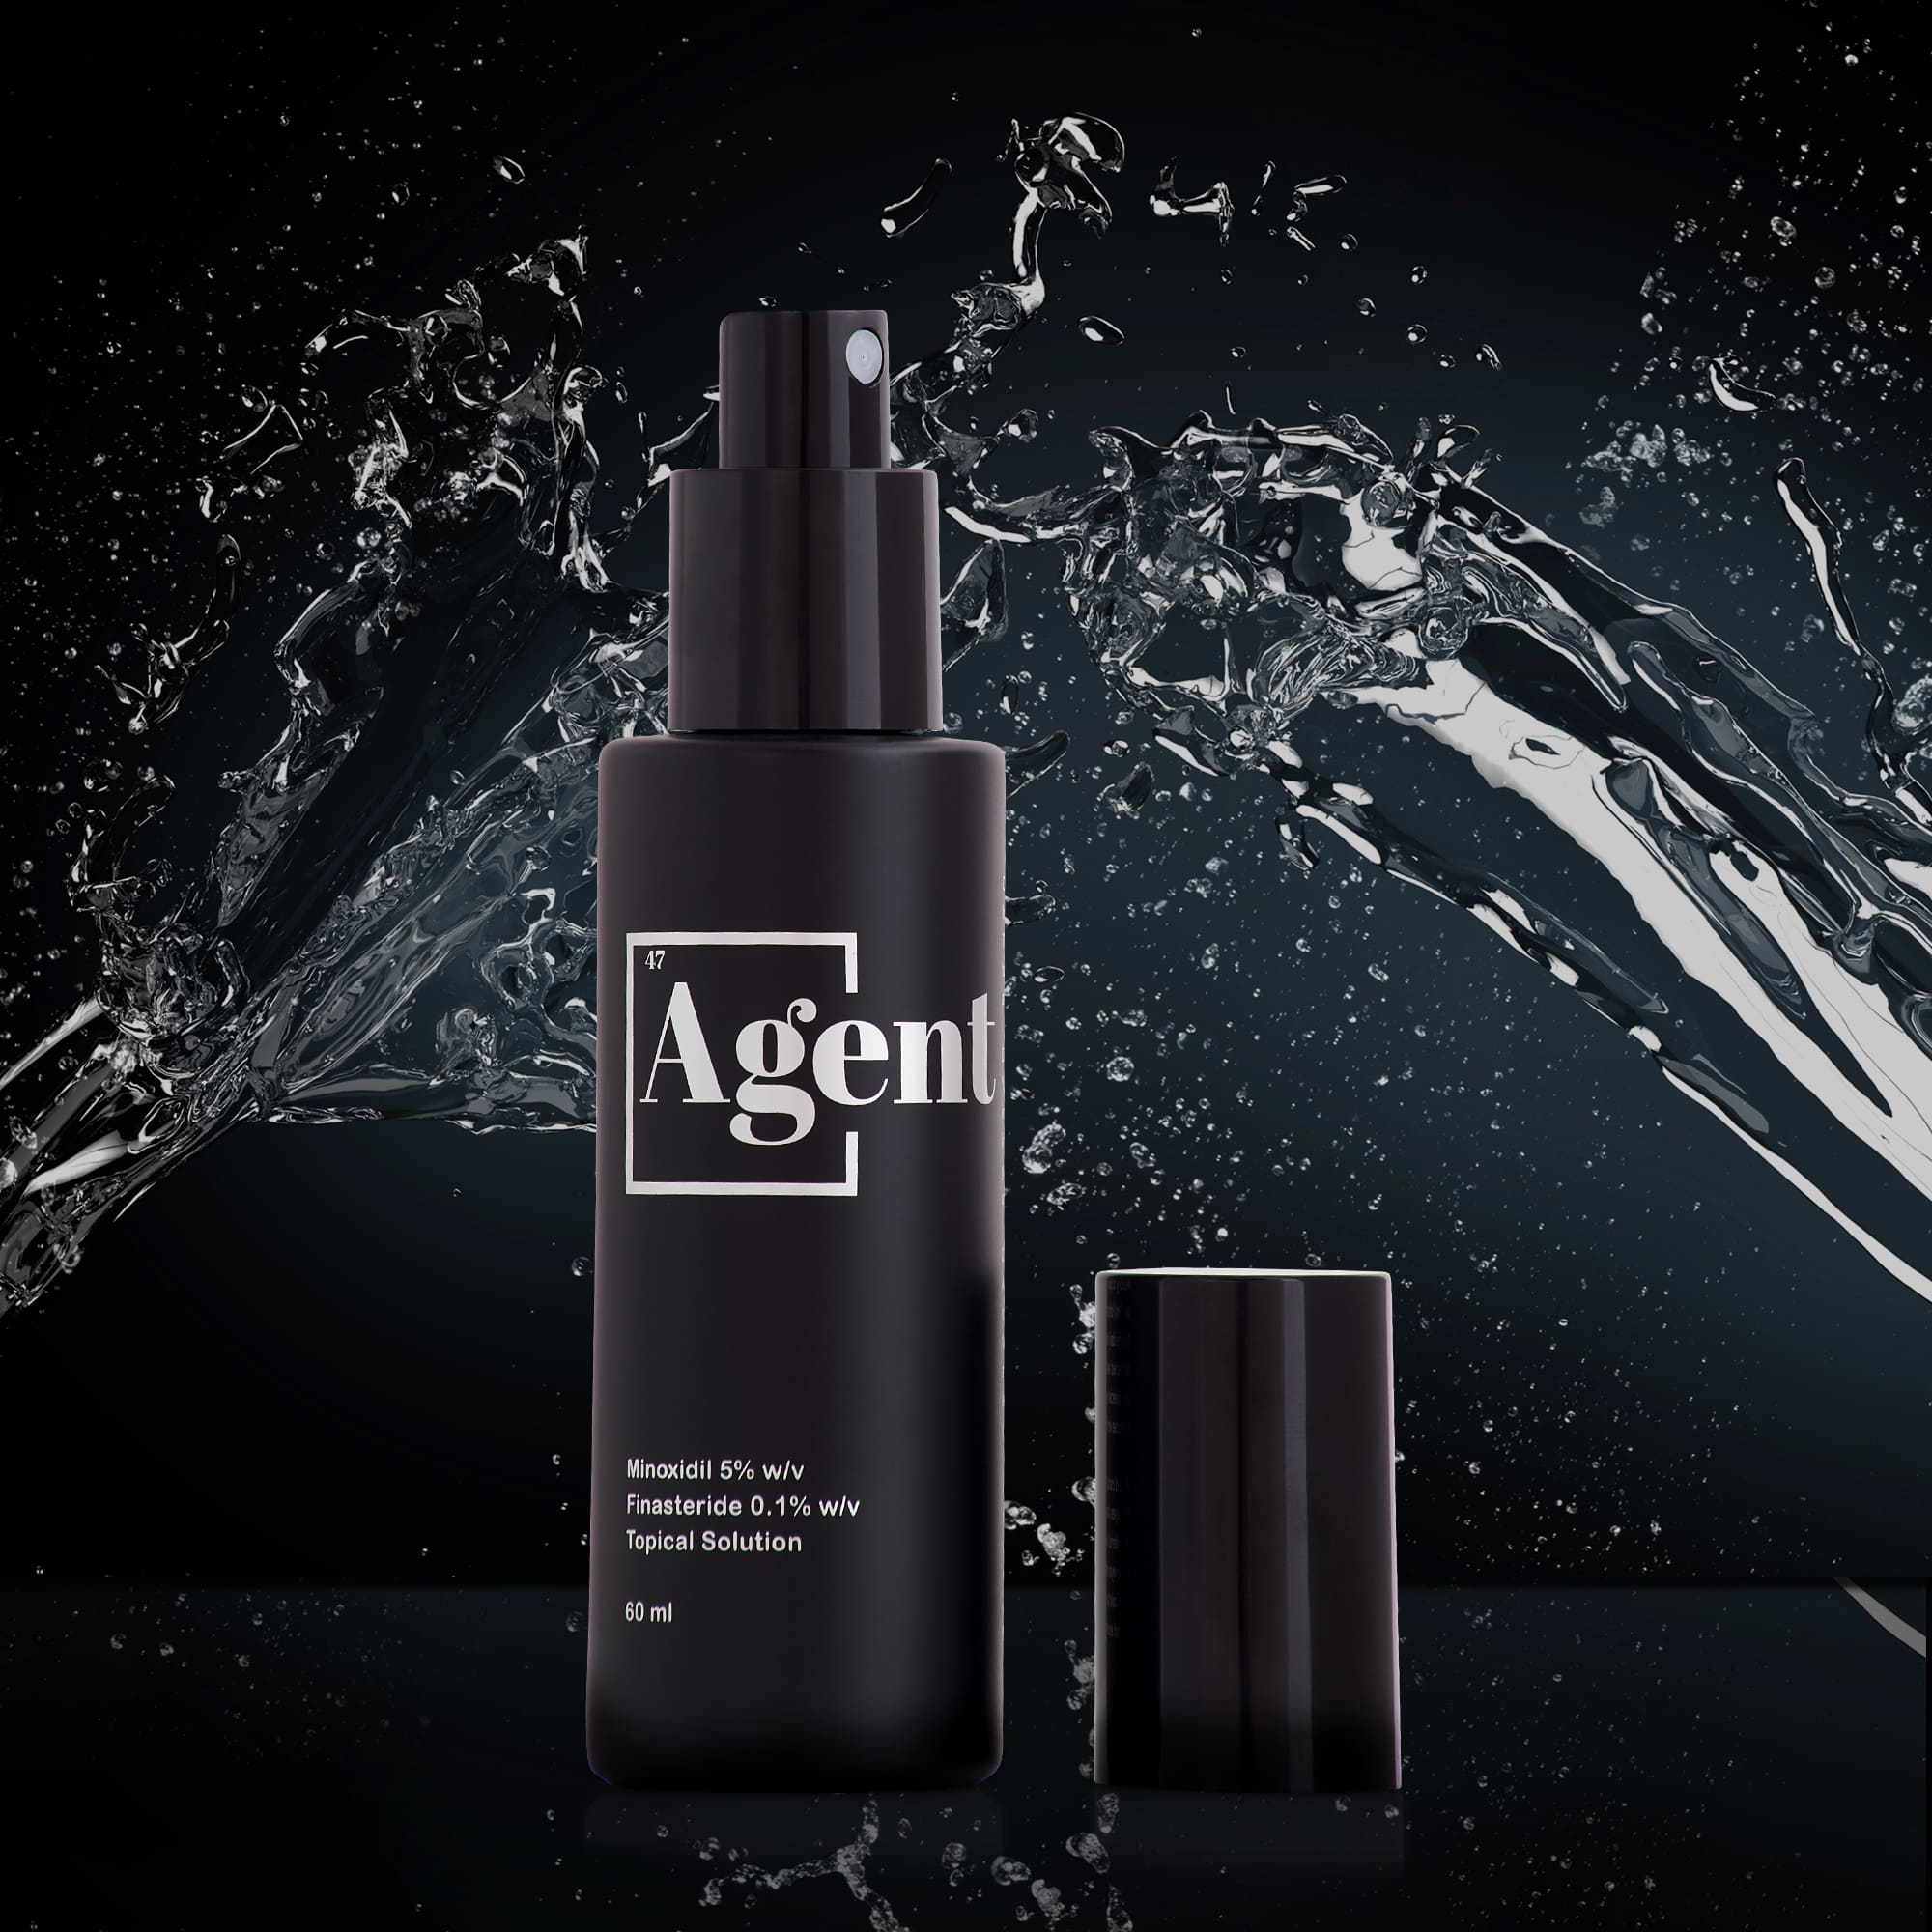 47
Agent
Minoxidil 5% w/v
Finasteride 0.1% w/v
Topical Solution
60 ml